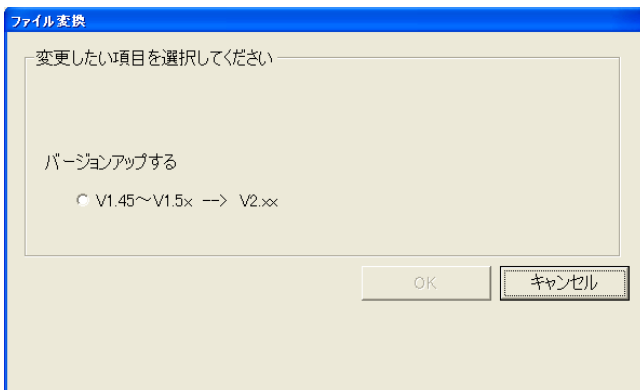 ファイル変換
変更したい項目を選択してください
バージョンアップする
V1.45～V1.5x --> V2.xx
OK
キャンセル